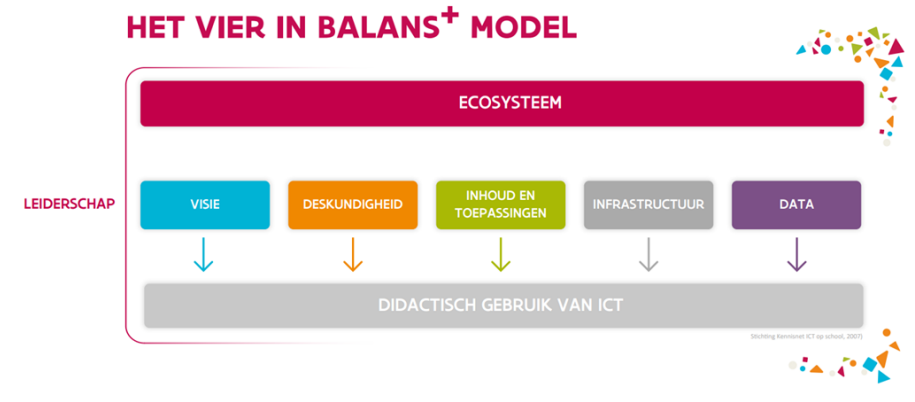 HET VIER IN BALANS+ MODEL
ECOSYSTEEM
LEIDERSCHAP
VISIE
DESKUNDIGHEID
INHOUD EN
TOEPASSINGEN
INFRASTRUCTUUR
DATA
DIDACTISCH GEBRUIK VAN ICT
Stichting Kennisnet ICT op school, 2007)